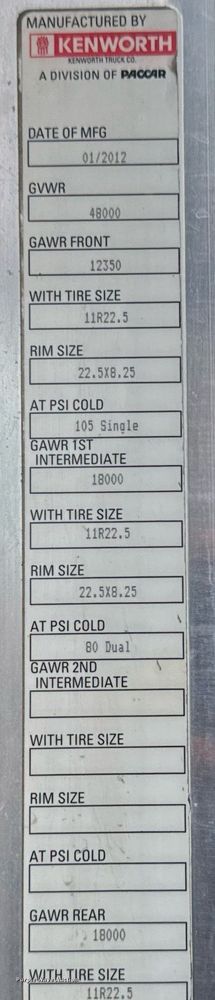 MANUFACTURED BY
KENWORTH
KENWORTH TRUCK CO.
A DIVISION OF PACCAR
DATE OF MFG
01/2012
GVWR
48000
GAWR FRONT
12350
WITH TIRE SIZE
11R22.5
RIM SIZE
22.5X8.25
AT PSI COLD
105 Single
GAWR 1ST
INTERMEDIATE
18000
WITH TIRE SIZE
11R22.5
RIM SIZE
22.5X8.25
AT PSI COLD
80 Dual
GAWR 2ND
INTERMEDIATE
WITH TIRE SIZE
RIM SIZE
AT PSI COLD
GAWR REAR
18000
WITH TIRE SIZE
11R22.5